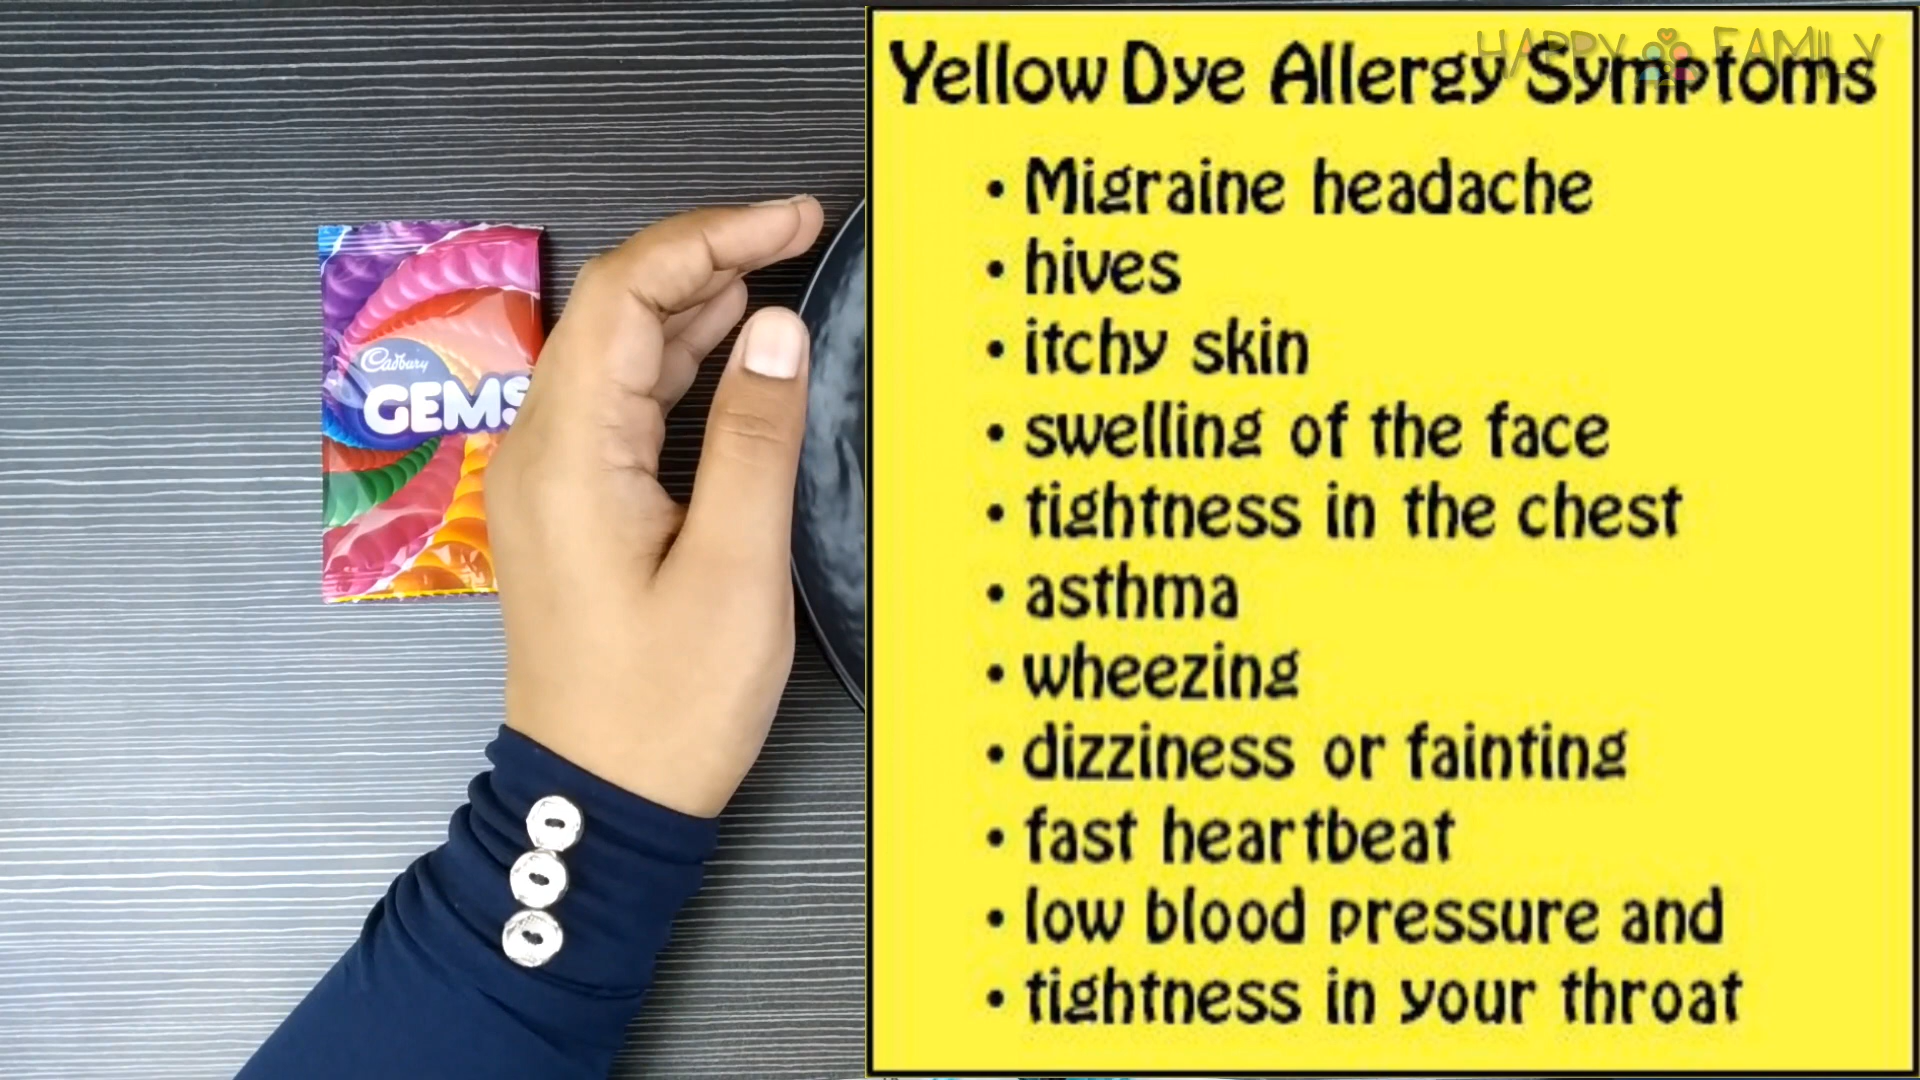 Cadbury
GEMS
HAPPY FAMILY
Yellow Dye Allergy Symptoms
• Migraine headache
• hives
• itchy skin
• swelling of the face
• tightness in the chest
• asthma
• wheezing
• dizziness or fainting
• fast heartbeat
• low blood pressure and
• tightness in your throat